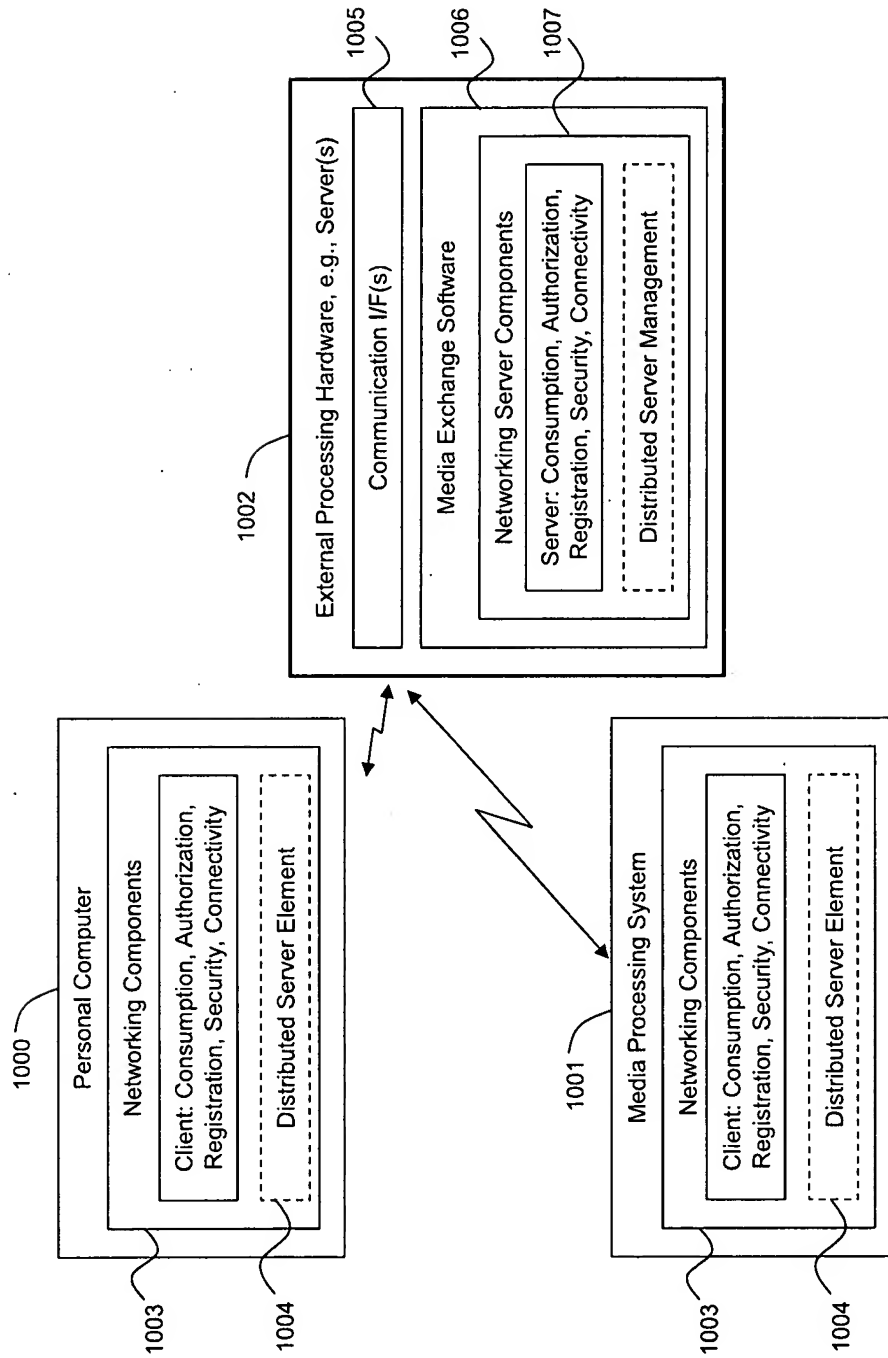 1000
Personal Computer
Networking Components
Client: Consumption, Authorization,
Registration, Security, Connectivity
Distributed Server Element
1003
1004
1001
Media Processing System
Networking Components
Client: Consumption, Authorization,
Registration, Security, Connectivity
Distributed Server Element
1003
1004
1002
External Processing Hardware, e.g., Server(s)
Communication I/F(s)
Media Exchange Software
Networking Server Components
Server: Consumption, Authorization,
Registration, Security, Connectivity
Distributed Server Management
1005
1006
1007